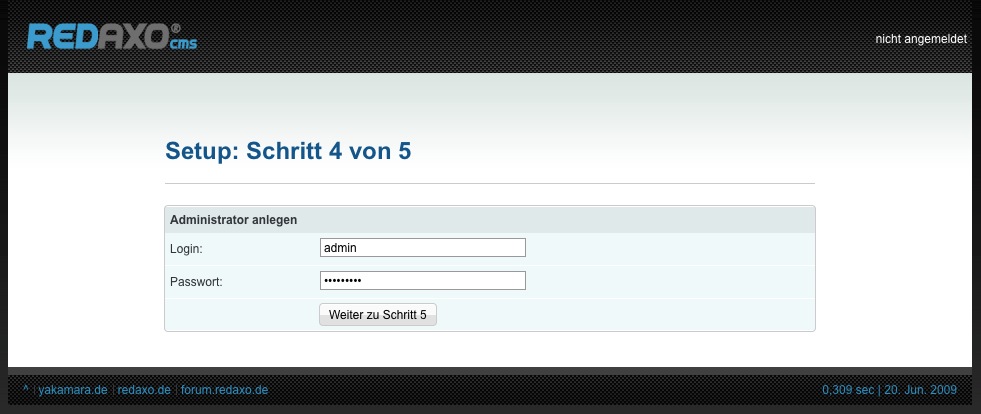 REDAXO® cms
nicht angemeldet
Setup: Schritt 4 von 5
Administrator anlegen
Login: admin
Passwort: •••••••••
Weiter zu Schritt 5
^ | yakamara.de | redaxo.de | forum.redaxo.de
0,309 sec | 20. Jun. 2009